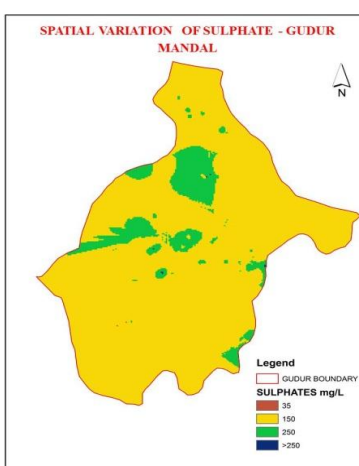 SPATIAL VARIATION OF SULPHATE - GUDUR
MANDAL
N
Legend
GUDUR BOUNDARY
SULPHATES mg/L
35
150
250
>250